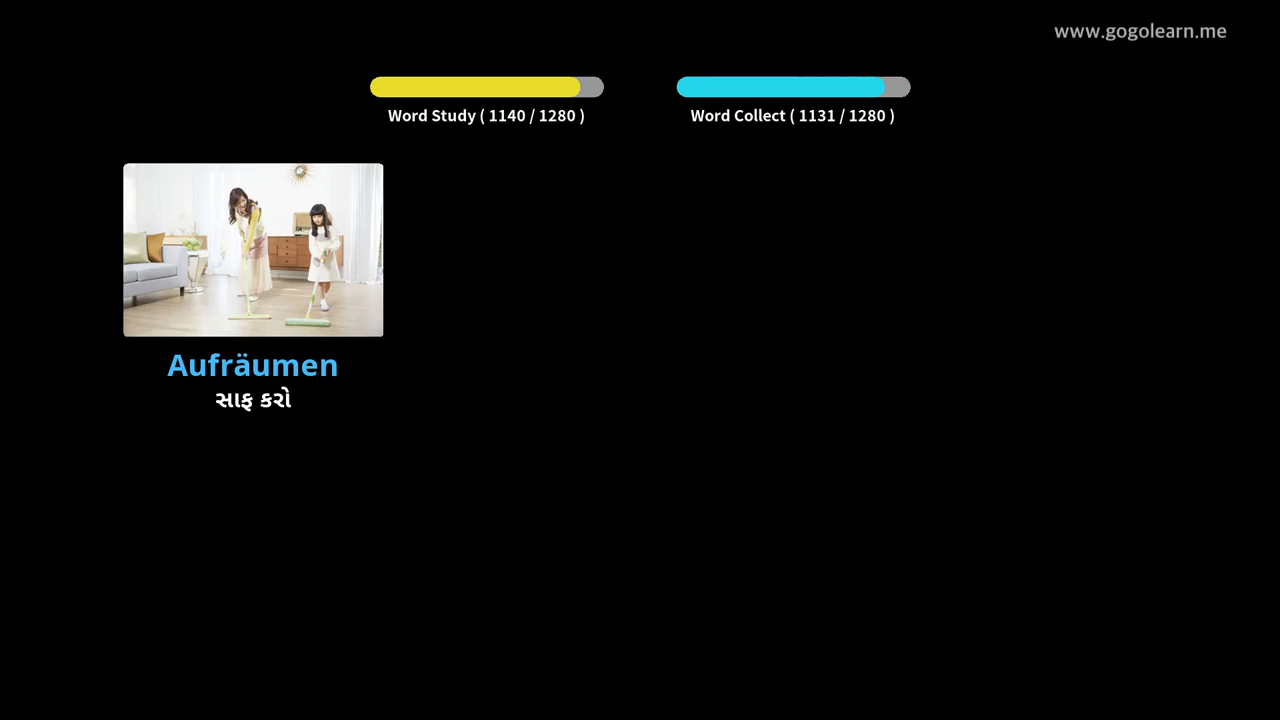 www.gogolearn.me
Word Study ( 1140 / 1280 )
Word Collect ( 1131 / 1280 )
Aufräumen
સાફ કરો